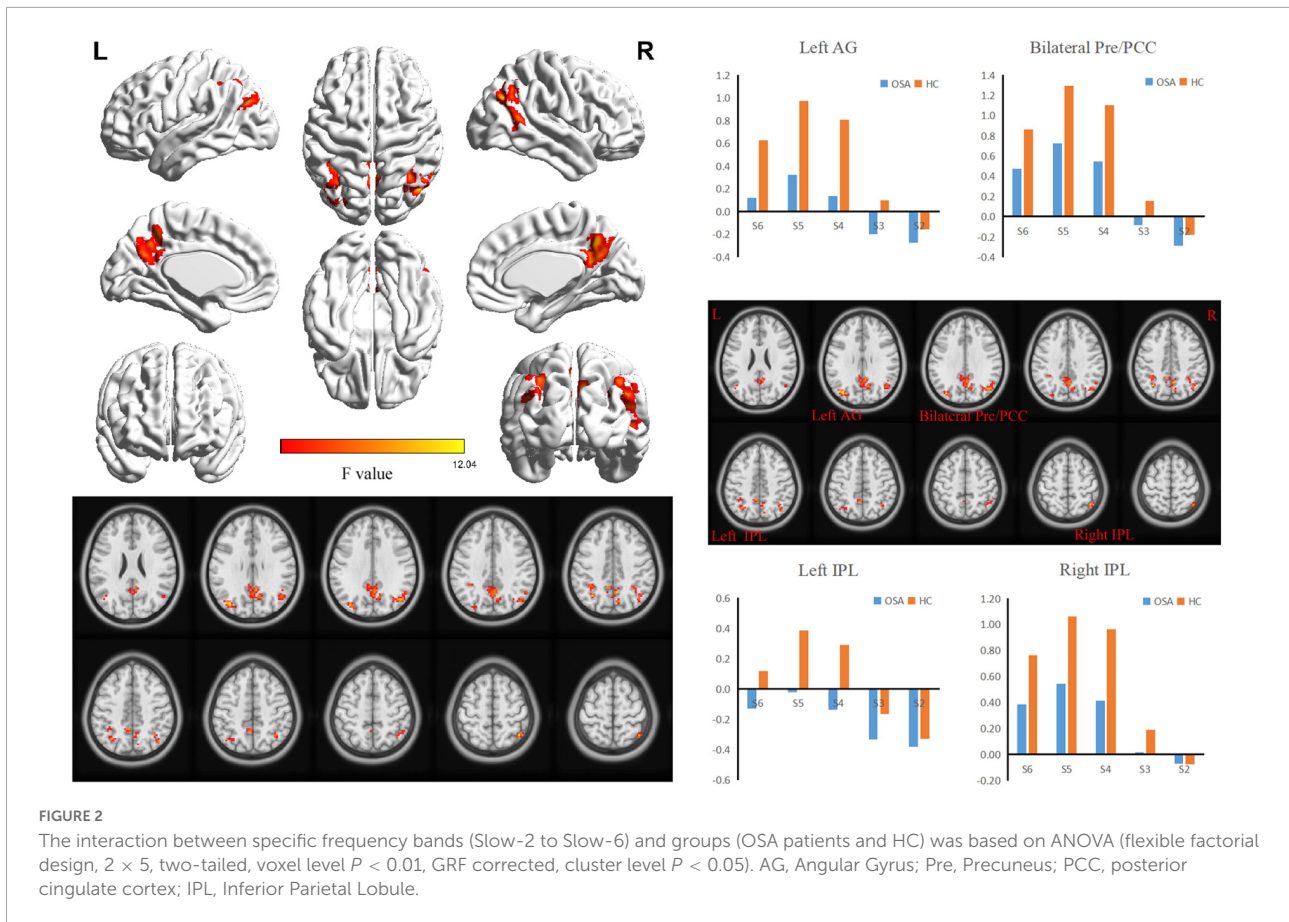 L
R
F value
12.04
Left AG
OSA HC
1.2
1.0
0.8
0.6
0.4
0.2
0.0
-0.2
-0.4
S6 S5 S4 S3 S2
Bilateral Pre/PCC
OSA HC
1.4
1.2
1.0
0.8
0.6
0.4
0.2
0.0
-0.2
-0.4
S6 S5 S4 S3 S2
L R
Left AG Bilateral Pre/PCC
Left IPL Right IPL
Left IPL
OSA HC
0.6
0.4
0.2
0.0
-0.2
-0.4
-0.6
S6 S5 S4 S3 S2
Right IPL
OSA HC
1.20
1.00
0.80
0.60
0.40
0.20
0.00
-0.20
S6 S5 S4 S3 S2
FIGURE 2
The interaction between specific frequency bands (Slow-2 to Slow-6) and groups (OSA patients and HC) was based on ANOVA (flexible factorial
design, 2 × 5, two-tailed, voxel level P < 0.01, GRF corrected, cluster level P < 0.05). AG, Angular Gyrus; Pre, Precuneus; PCC, posterior
cingulate cortex; IPL, Inferior Parietal Lobule.